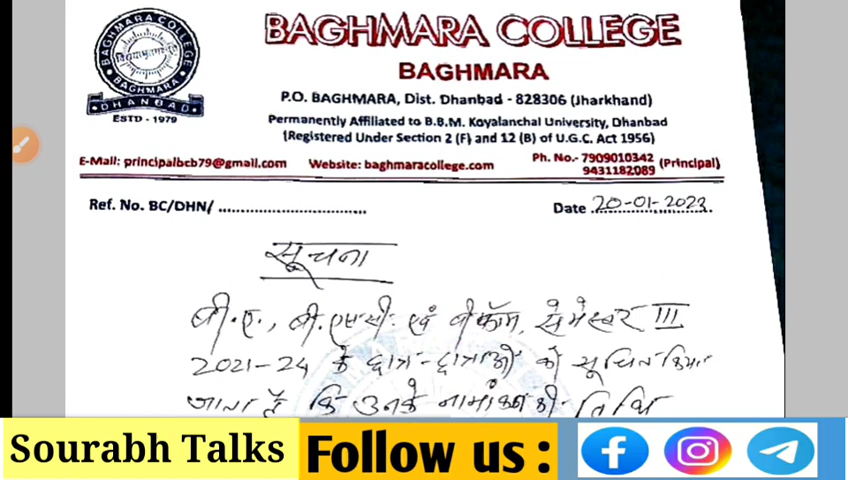 BAGHMARA COLLEGE
BAGHMARA
DHANBAD
ESTD - 1979
BAGHMARA COLLEGE
BAGHMARA
P.O. BAGHMARA, Dist. Dhanbad - 828306 (Jharkhand)
Permanently Affiliated to B.B.M. Koyalanchal University, Dhanbad
(Registered Under Section 2 (F) and 12 (B) of U.G.C. Act 1956)
E-Mail: principalbcb79@gmail.com Website: baghmaracollege.com Ph. No.- 7909010342 (Principal)
9431182089
Ref. No. BC/DHN/ ....................................... Date 20-01-2023
सूचना
बी.ए., बी.एससी. एवं बीकॉम, सेमेस्टर III
2021-24 के छात्र-छात्राओं को सूचित किया
जाता है कि उनके नामांकन की तिथि
Sourabh Talks
Follow us :